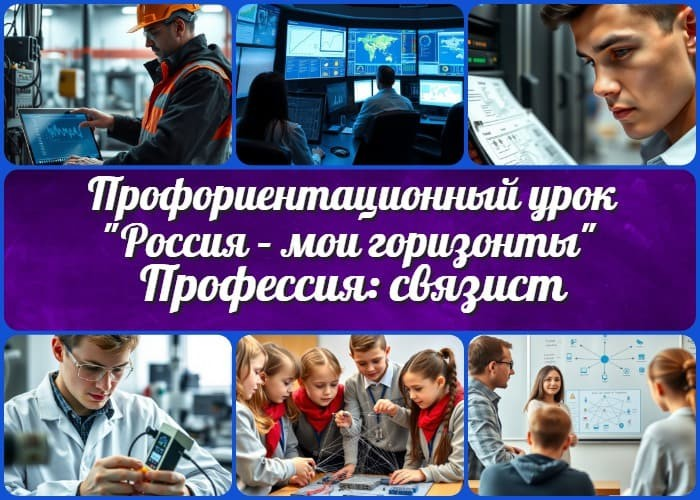 Профориентационный урок
"Россия – мои горизонты"
Профессия: связист